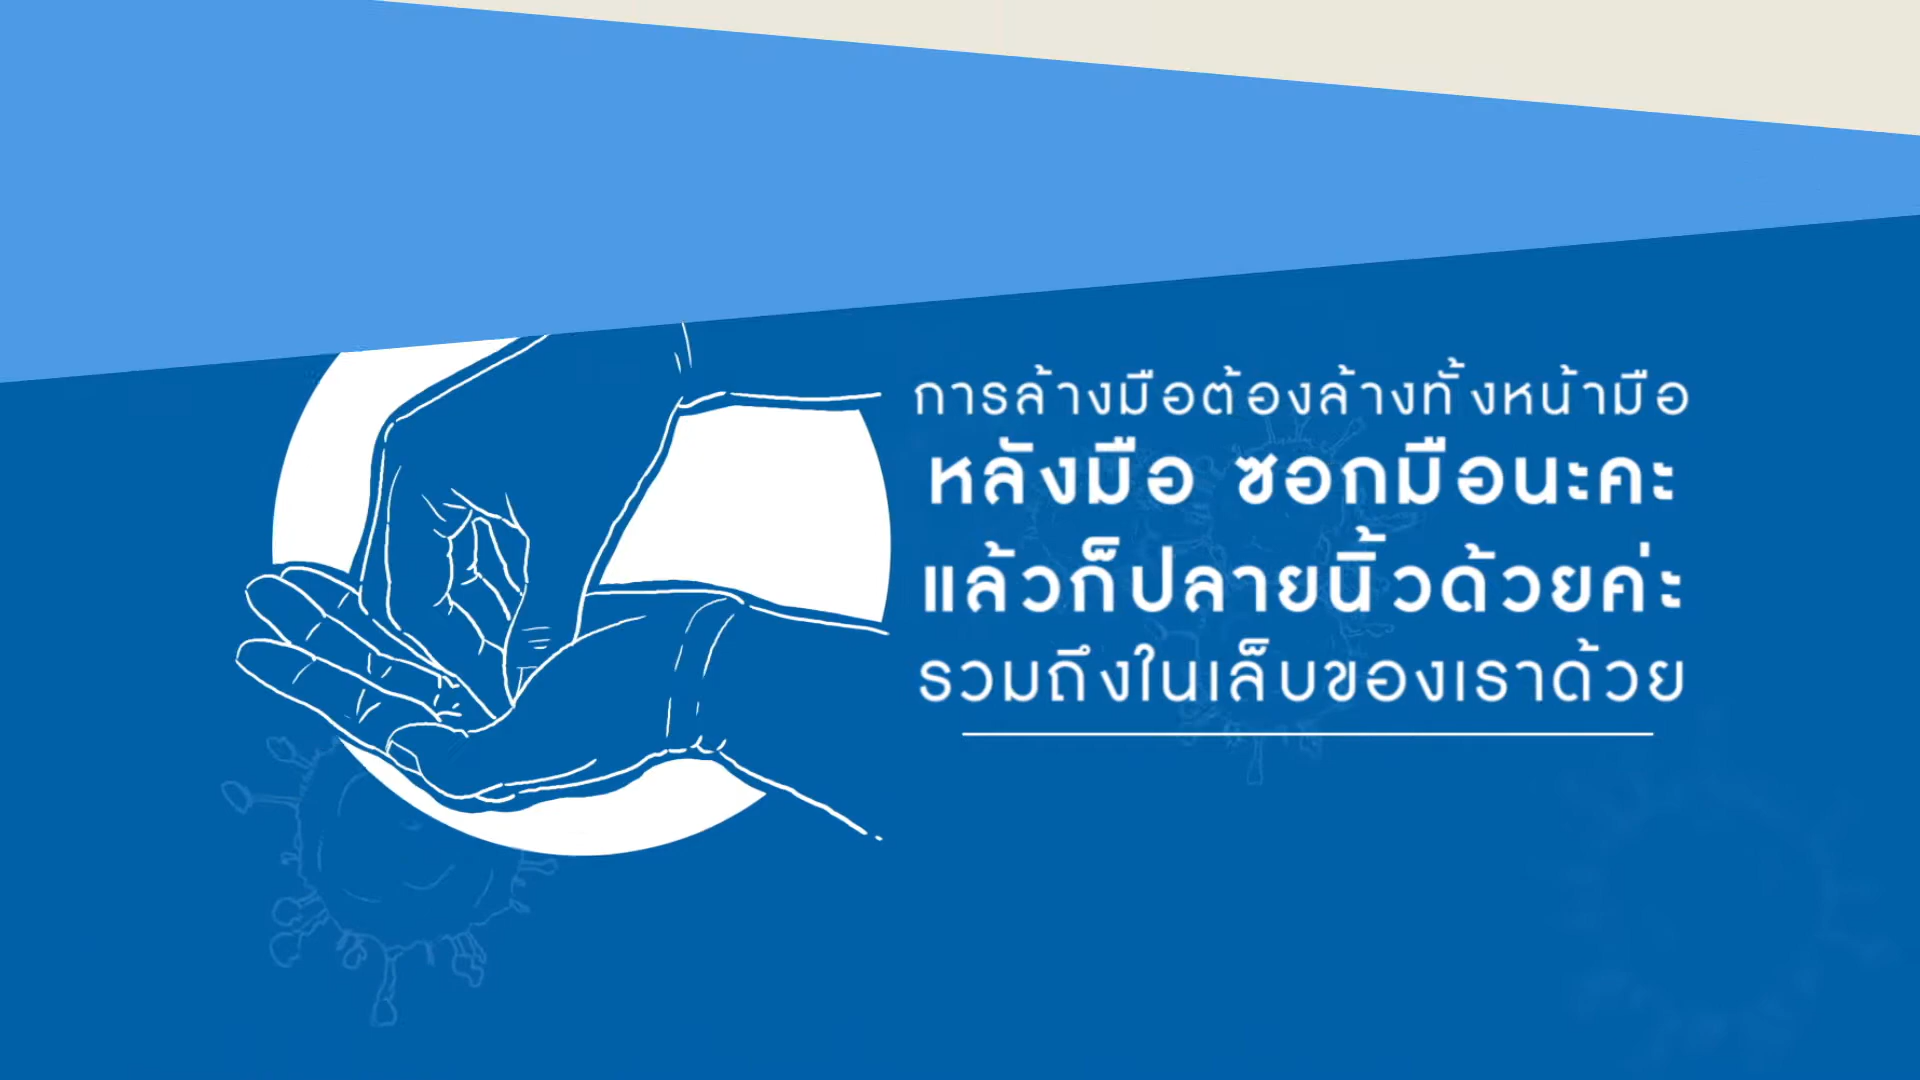 การล้างมือต้องล้างทั้งหน้ามือ
หลังมือ ซอกมือนะคะ
แล้วก็ปลายนิ้วด้วยค่ะ
รวมถึงในเล็บของเราด้วย